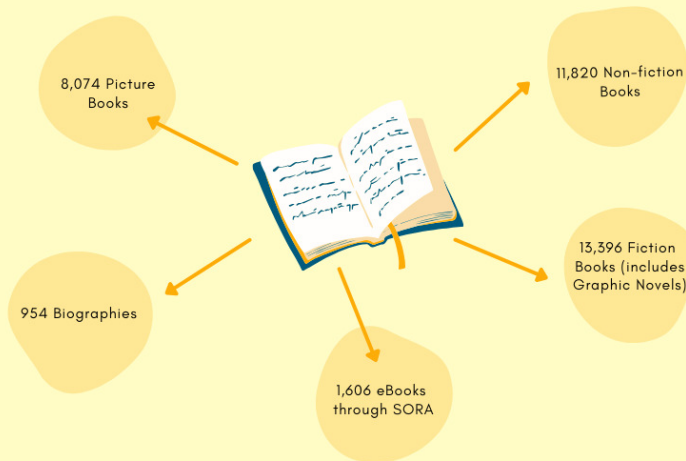 8,074 Picture
Books
11,820 Non-fiction
Books
13,396 Fiction
Books (includes
Graphic Novels)
954 Biographies
1,606 eBooks
through SORA